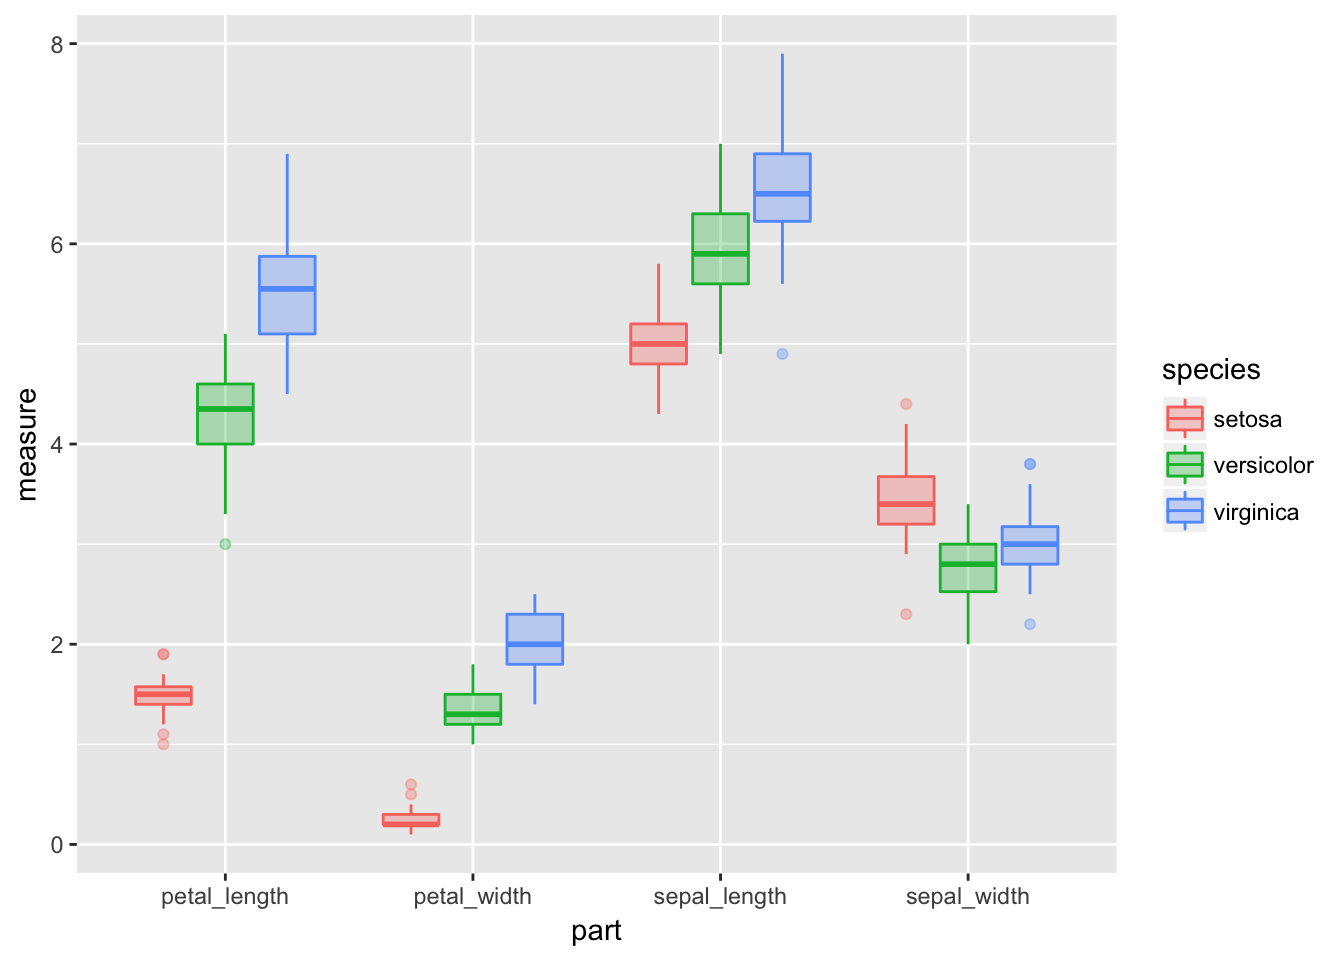 8
6
4
2
0
measure
petal_length petal_width sepal_length sepal_width
part
species
setosa
versicolor
virginica